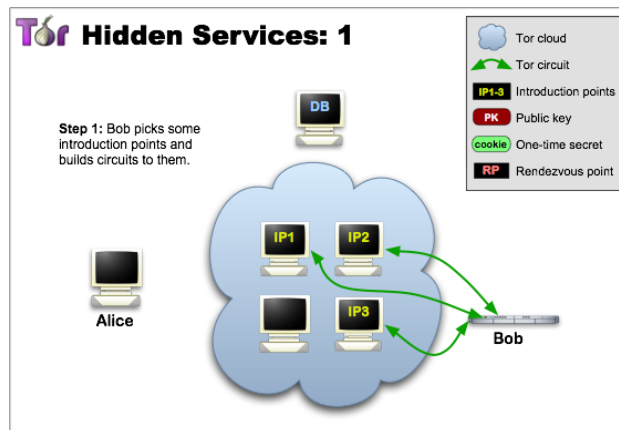 Tor Hidden Services: 1
Tor cloud
Tor circuit
IP1-3 Introduction points
PK Public key
cookie One-time secret
RP Rendezvous point
DB
Step 1: Bob picks some
introduction points and
builds circuits to them.
IP1 IP2
IP3
Alice
Bob